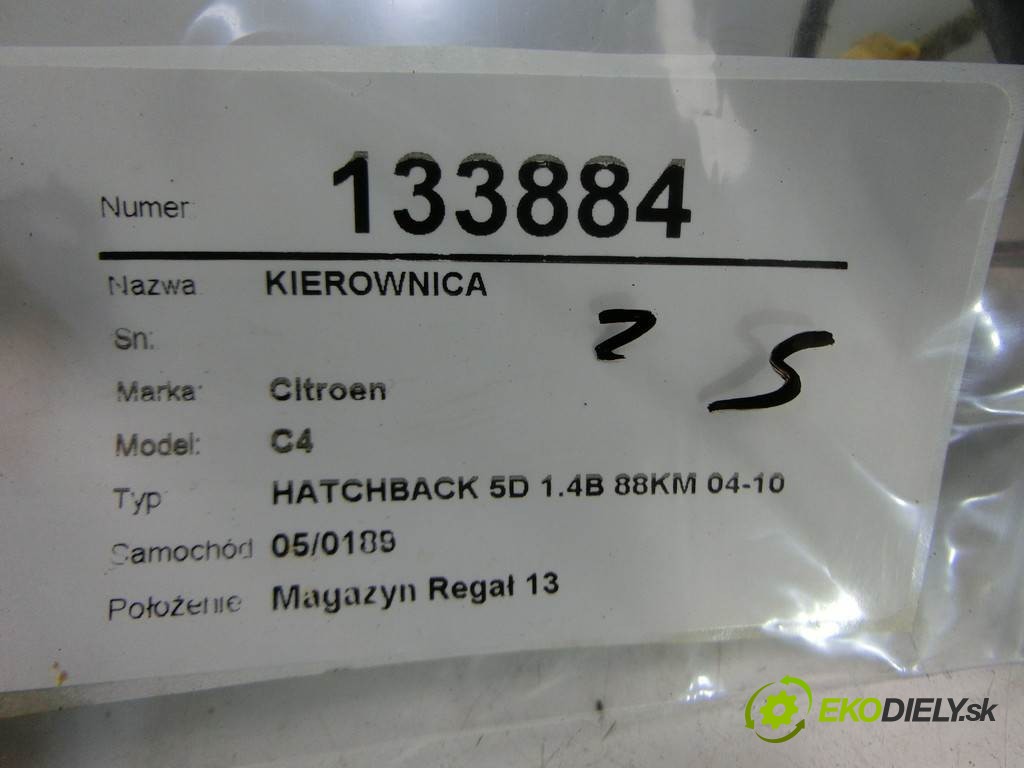 Numer 133884
Nazwa KIEROWNICA
Sn:
Marka: Citroen
Model: C4
Typ HATCHBACK 5D 1.4B 88KM 04-10
Samochód 05/0189
Położenie Magazyn Regał 13
EKODIELY.sk